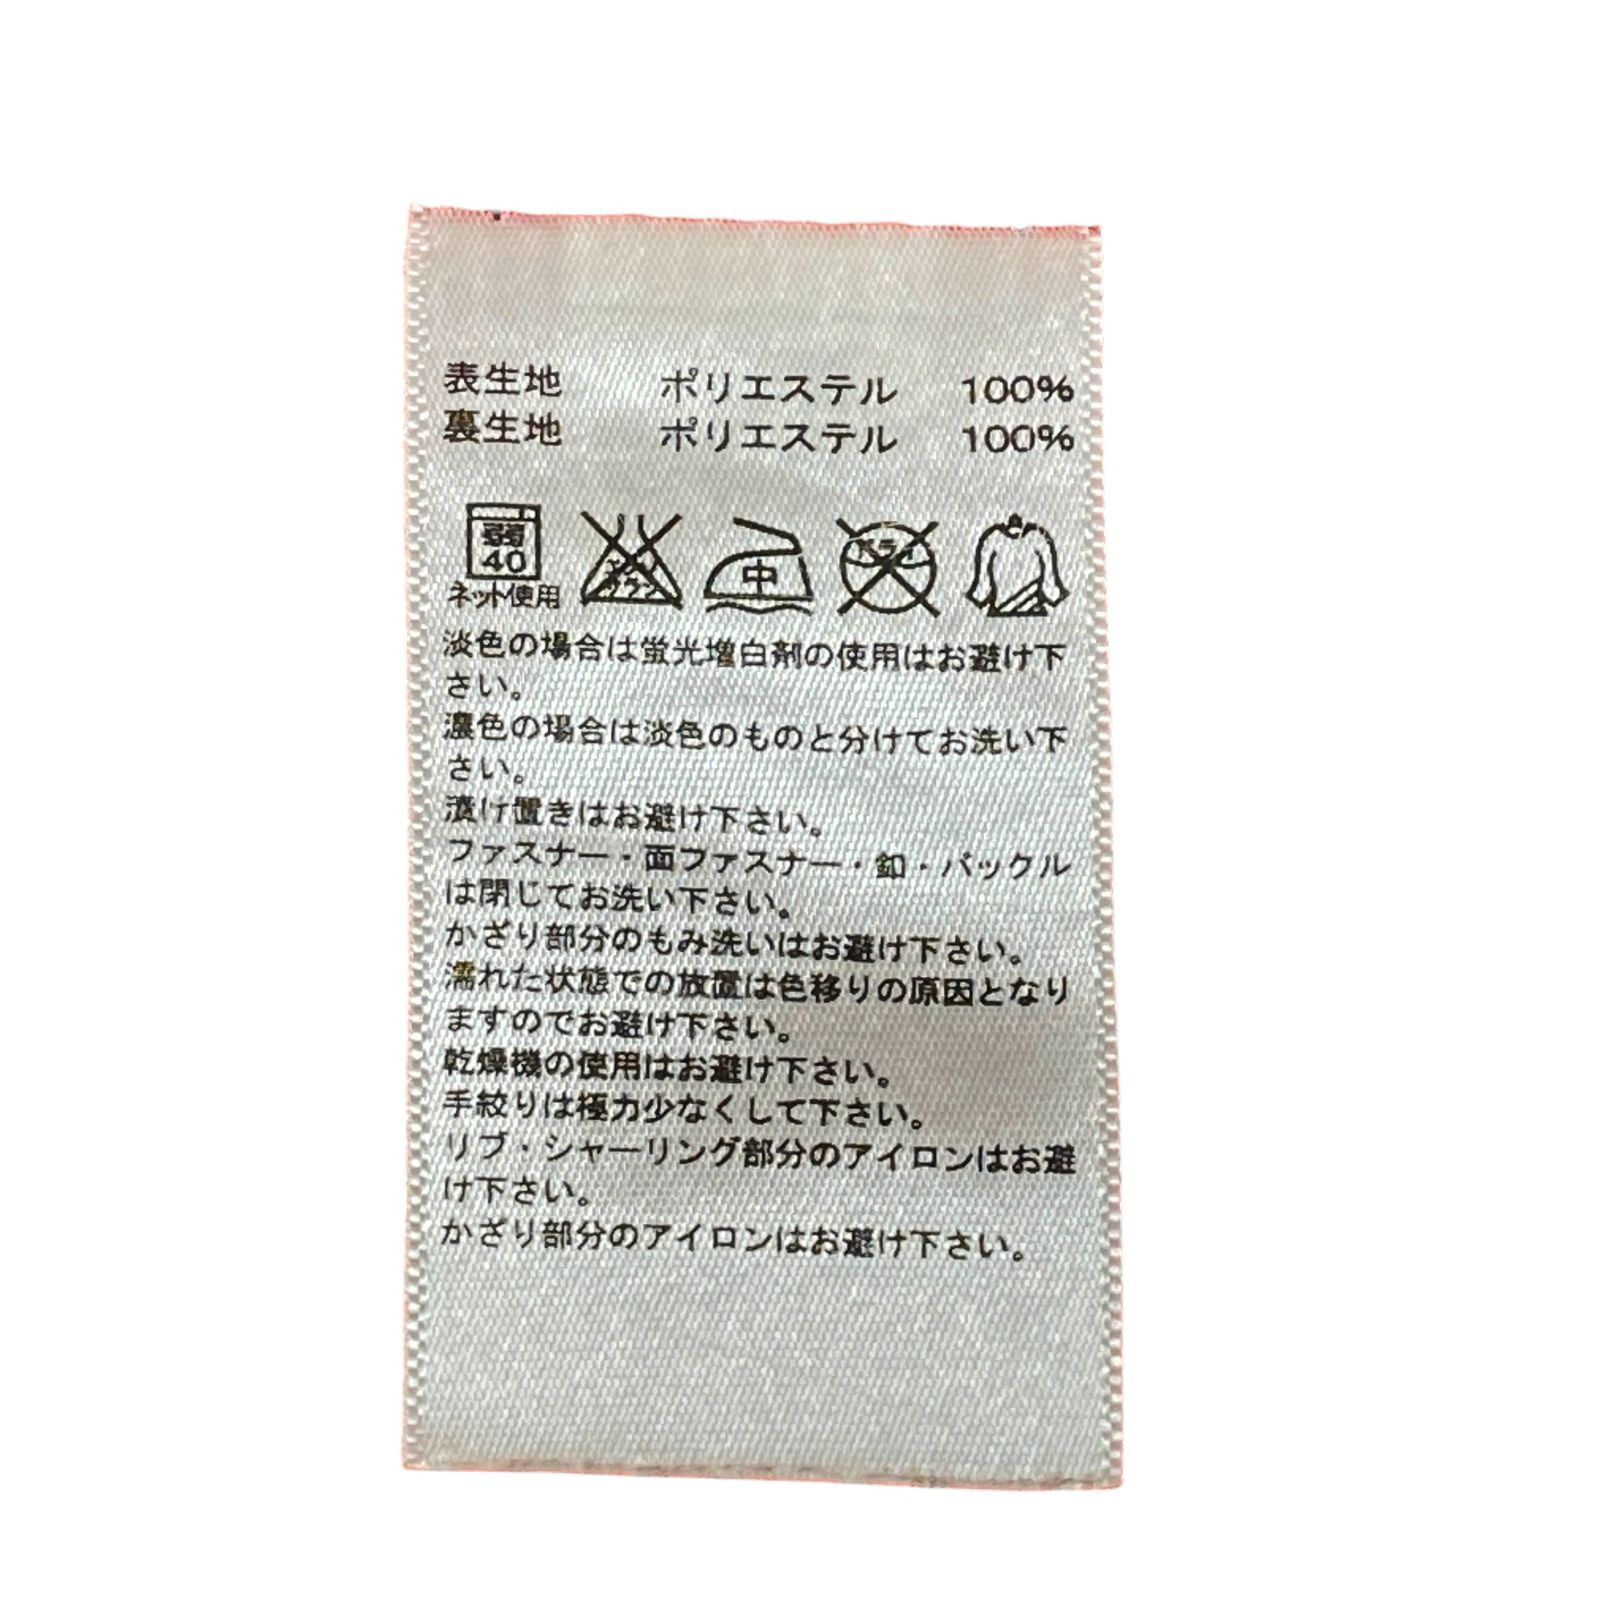 表生地 ポリエステル 100%
裏生地 ポリエステル 100%
弱
40
ネット使用
エンソ
サラシ
中
ドライ
淡色の場合は蛍光増白剤の使用はお避け下
さい。
濃色の場合は淡色のものと分けてお洗い下
さい。
漬け置きはお避け下さい。
ファスナー・面ファスナー・釦・バックル
は閉じてお洗い下さい。
かざり部分のもみ洗いはお避け下さい。
濡れた状態での放置は色移りの原因となり
ますのでお避け下さい。
乾燥機の使用はお避け下さい。
手絞りは極力少なくして下さい。
リブ・シャーリング部分のアイロンはお避
け下さい。
かざり部分のアイロンはお避け下さい。